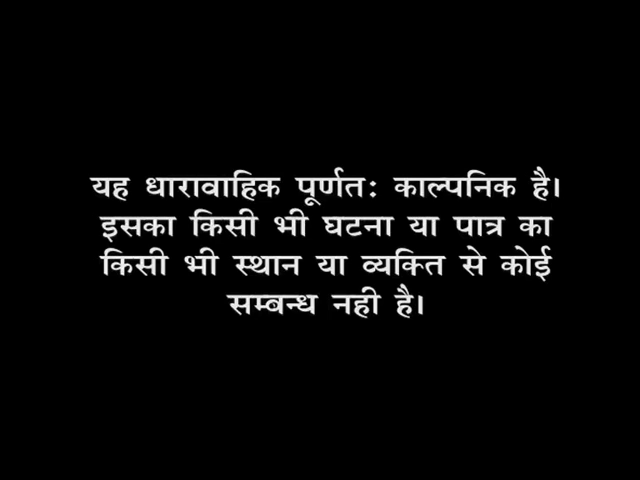 यह धारावाहिक पूर्णत: काल्पनिक है।
इसका किसी भी घटना या पात्र का
किसी भी स्थान या व्यक्ति से कोई
सम्बन्ध नही है।